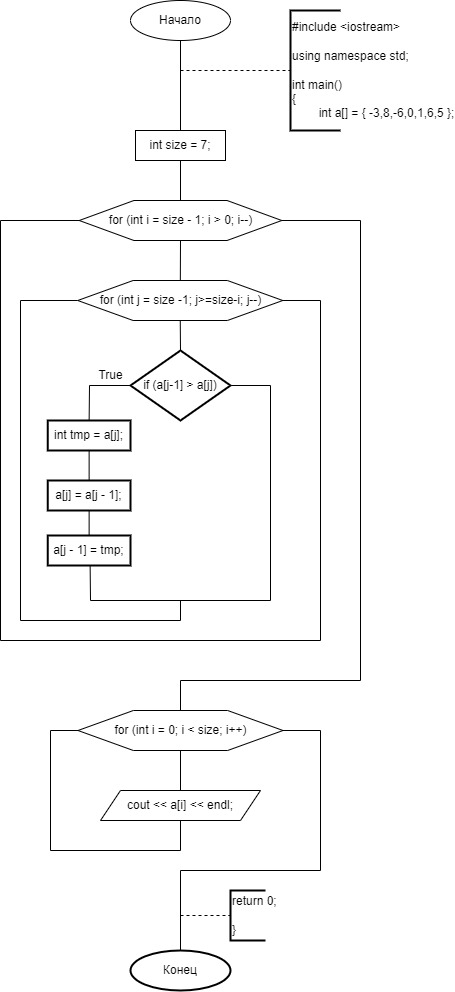 Начало
#include <iostream>
using namespace std;
int main()
{
int a[] = { -3,8,-6,0,1,6,5 };
int size = 7;
for (int i = size - 1; i > 0; i--)
for (int j = size -1; j>=size-i; j--)
if (a[j-1] > a[j])
True
int tmp = a[j];
a[j] = a[j - 1];
a[j - 1] = tmp;
for (int i = 0; i < size; i++)
cout << a[i] << endl;
return 0;
}
Конец